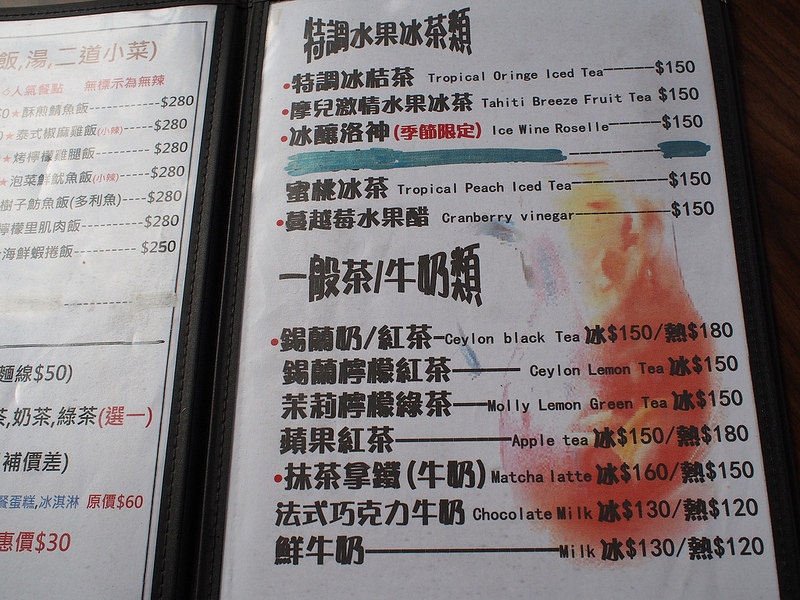 飯,湯,二道小菜)
人氣餐點 無標示為無辣
★酥煎鯖魚飯-----------$280
★泰式椒麻雞飯(小辣)------$280
★烤檸檬雞腿飯---------- $280
★泡菜鮮魷魚飯(小辣)-----$280
樹子魴魚飯(多利魚)----$280
檸檬里肌肉飯----------$280
海鮮蝦捲飯---------- $250
麵線$50)
茶,奶茶,綠茶(選一)
補價差)
餐蛋糕,冰淇淋 原價$60
惠價$30
特調水果冰茶類
•特調冰桔茶 Tropical Oringe Iced Tea------$150
•摩兒激情水果冰茶 Tahiti Breeze Fruit Tea $150
•冰釀洛神(季節限定) Ice Wine Roselle------$150
蜜桃冰茶 Tropical Peach Iced Tea-----------$150
•蔓越莓水果醋 Cranberry vinegar-----------$150
一般茶/牛奶類
•錫蘭奶/紅茶-Ceylon black Tea 冰$150/熱$180
錫蘭檸檬紅茶—— Ceylon Lemon Tea 冰$150
茉莉檸檬綠茶——Molly Lemon Green Tea 冰$150
蘋果紅茶——————Apple tea 冰$150/熱$180
•抹茶拿鐵(牛奶)Matcha latte 冰$160/熱$150
法式巧克力牛奶 Chocolate Milk 冰$130/熱$120
鮮牛奶——————————Milk 冰$130/熱$120